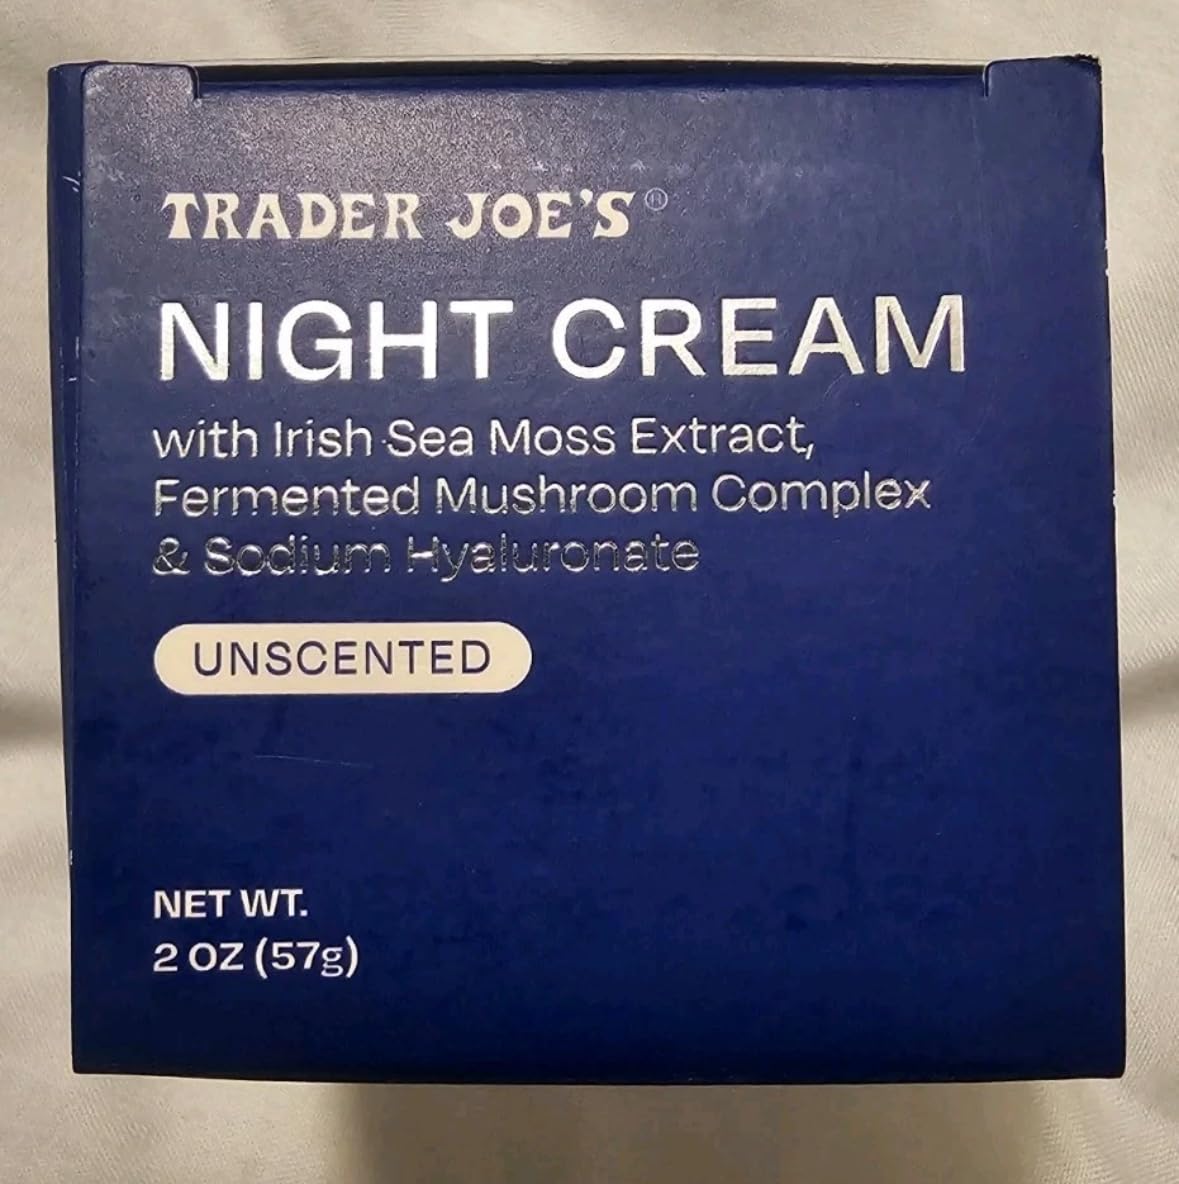 TRADER JOE'S®
NIGHT CREAM
with Irish Sea Moss Extract,
Fermented Mushroom Complex
& Sodium Hyaluronate
UNSCENTED
NET WT.
2 OZ (57g)